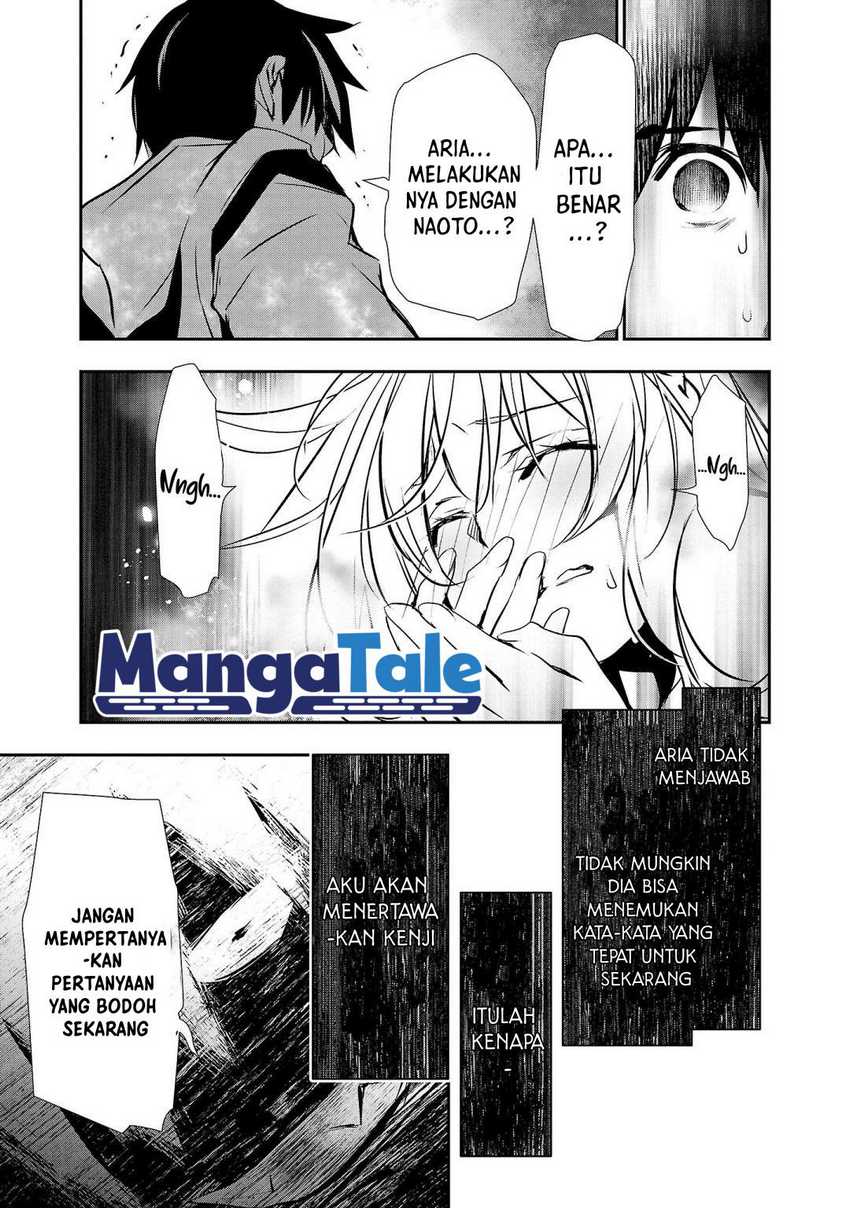 APA...
ITU
BENAR
...?
ARIA...
MELAKUKAN
NYA DENGAN
NAOTO...?
...Ngh...
Nngh...
MangaTale
ARIA TIDAK
MENJAWAB
TIDAK MUNGKIN
DIA BISA
MENEMUKAN
KATA-KATA YANG
TEPAT UNTUK
SEKARANG
ITULAH
KENAPA
-
AKU AKAN
MENERTAWA
-KAN KENJI
JANGAN
MEMPERTANYA
-KAN
PERTANYAAN
YANG BODOH
SEKARANG